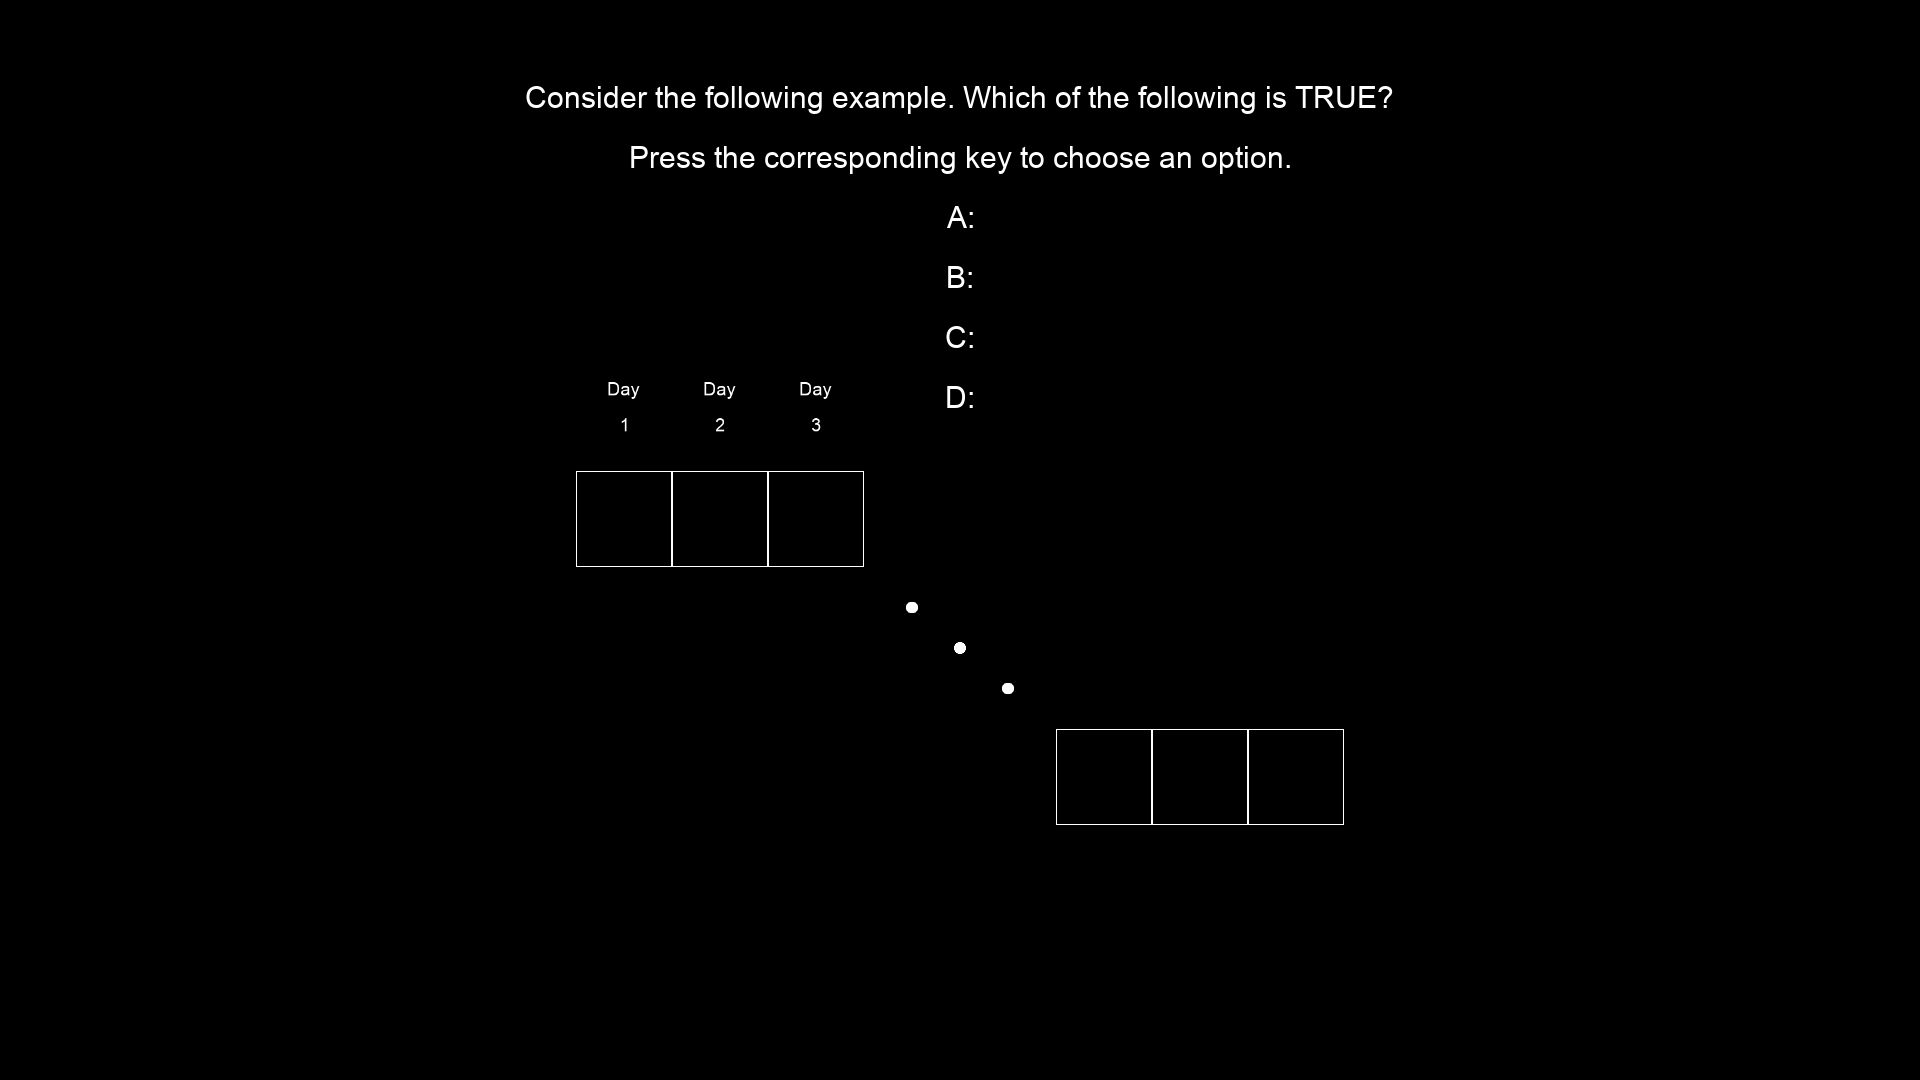 Consider the following example. Which of the following is TRUE?
Press the corresponding key to choose an option.
A:
B:
C:
D:
Day Day Day
1 2 3